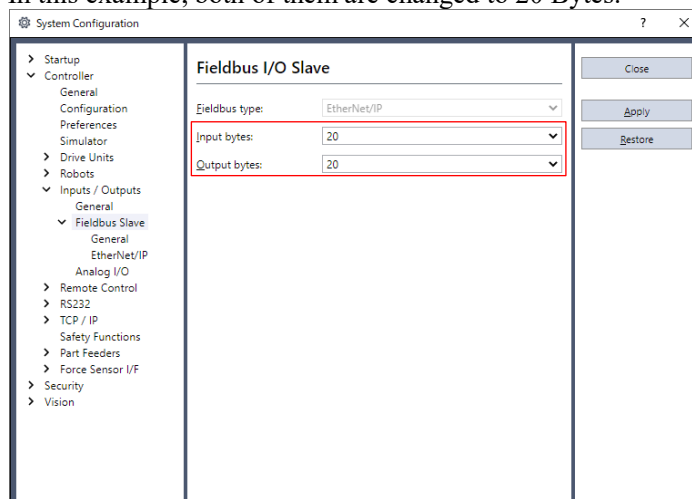 In this example, both of them are changed to 20 Bytes.
System Configuration
?
Startup
Controller
General
Configuration
Preferences
Simulator
Drive Units
Robots
Inputs / Outputs
General
Fieldbus Slave
General
EtherNet/IP
Analog I/O
Remote Control
RS232
TCP / IP
Safety Functions
Part Feeders
Force Sensor I/F
Security
Vision
Fieldbus I/O Slave
Fieldbus type: EtherNet/IP
Input bytes: 20
Output bytes: 20
Close
Apply
Restore